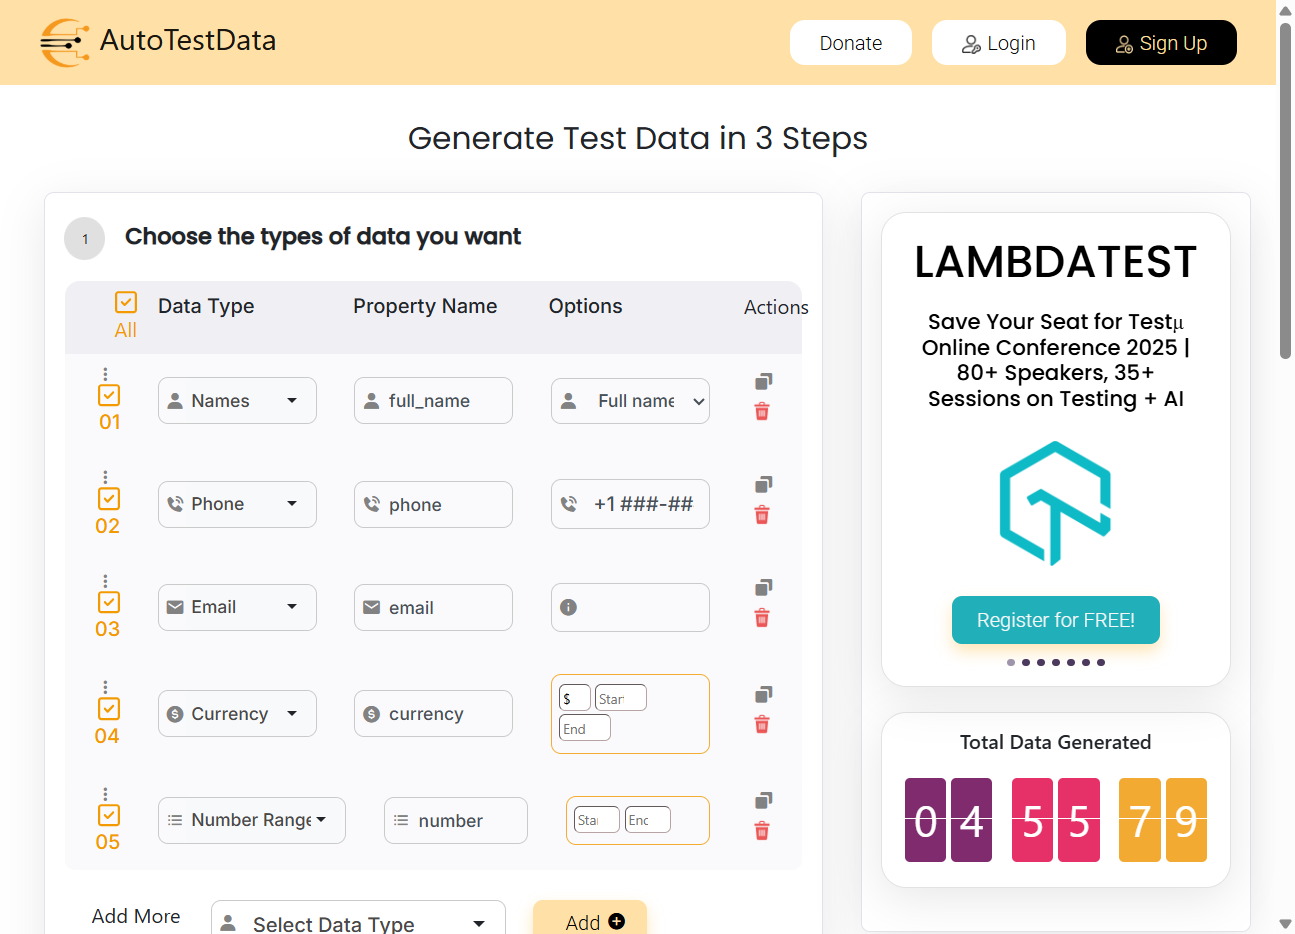 AutoTestData
Donate
Login
Sign Up
Generate Test Data in 3 Steps
1
Choose the types of data you want
All
Data Type
Property Name
Options
Actions
01
Names
full_name
Full name
02
Phone
phone
+1 ###-##
03
Email
email
04
Currency
$
currency
$
Start
End
05
Number Range
number
Sta
End
Add More
Select Data Type
Add
LAMBDATEST
Save Your Seat for Testμ
Online Conference 2025 |
80+ Speakers, 35+
Sessions on Testing + AI
Register for FREE!
Total Data Generated
04 55 79